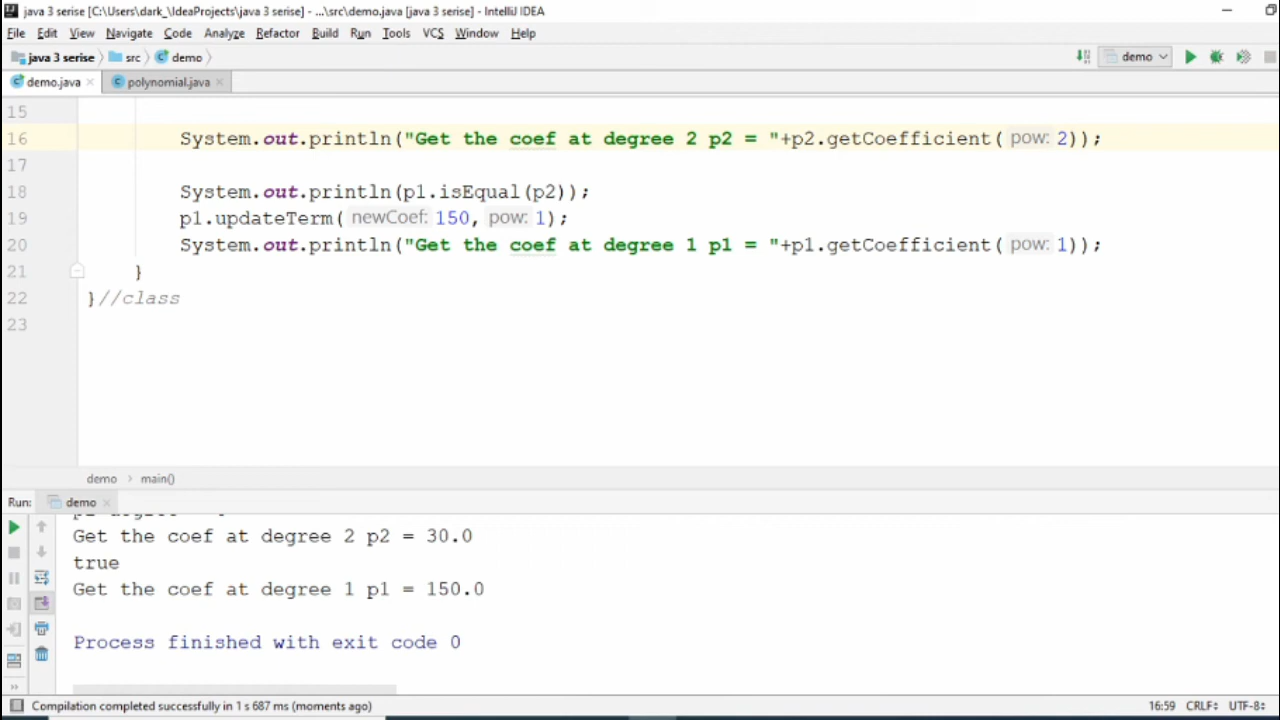 java 3 serise [C:\Users\dark_\IdeaProjects\java 3 serise] - ...\src\demo.java [java 3 serise] - IntelliJ IDEA
File Edit View Navigate Code Analyze Refactor Build Run Tools VCS Window Help
java 3 serise src demo demo
demo.java polynomial.java
15
16 System.out.println("Get the coef at degree 2 p2 = "+p2.getCoefficient( pow: 2));
17
18 System.out.println(p1.isEqual(p2));
19 p1.updateTerm( newCoef: 150, pow: 1);
20 System.out.println("Get the coef at degree 1 p1 = "+p1.getCoefficient( pow: 1));
21 }
22 }//class
23
demo main()
Run: demo
Get the coef at degree 2 p2 = 30.0
true
Get the coef at degree 1 p1 = 150.0
Process finished with exit code 0
Compilation completed successfully in 1 s 687 ms (moments ago) 16:59 CRLF UTF-8